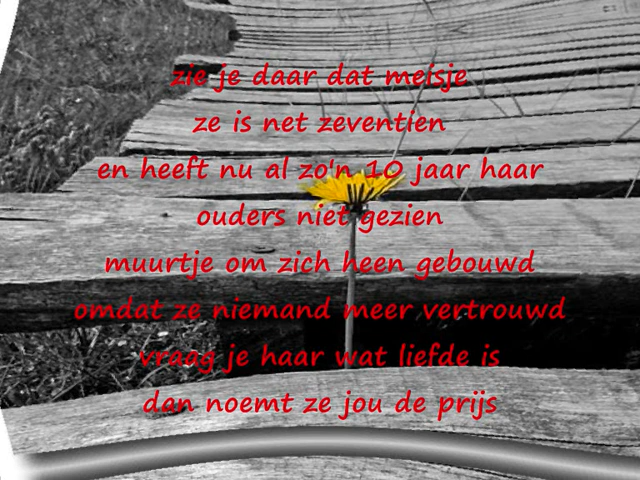 zie je daar dat meisje
ze is net zeventien
en heeft nu al zo'n 10 jaar haar
ouders niet gezien
muurtje om zich heen gebouwd
omdat ze niemand meer vertrouwd
vraag je haar wat liefde is
dan noemt ze jou de prijs